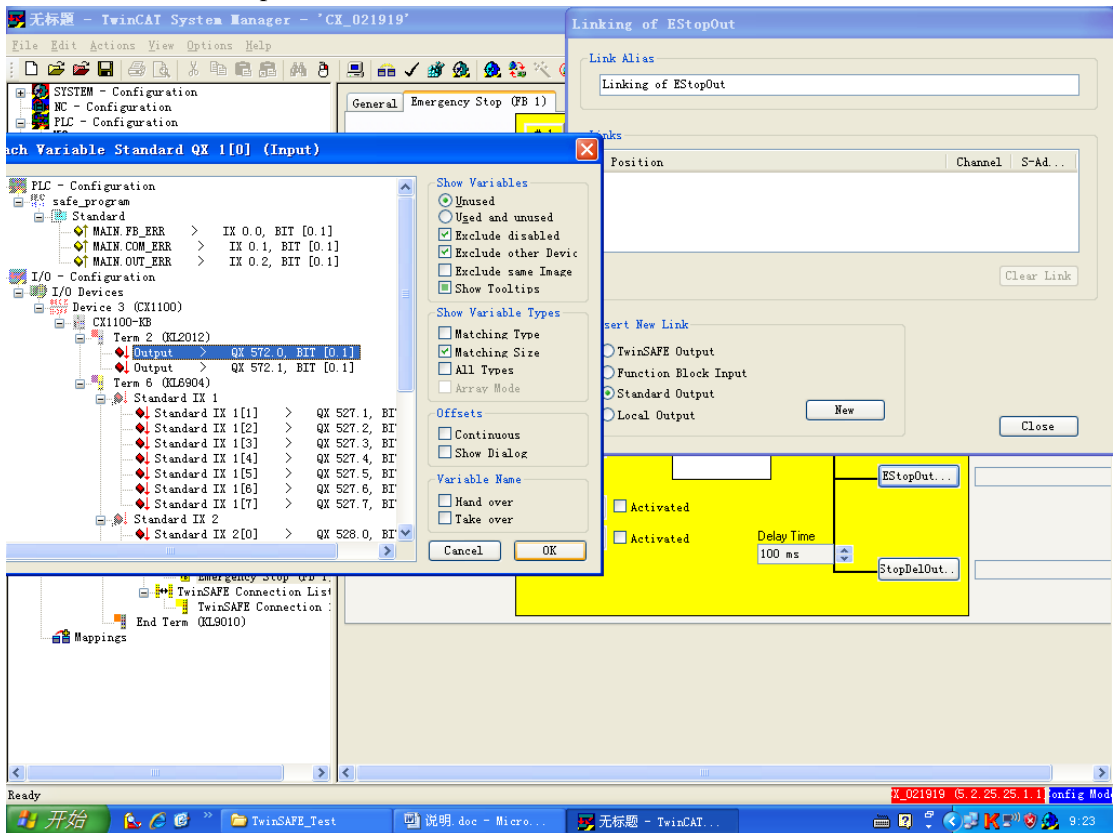 无标题 - TwinCAT System Manager - 'CX_021919'
File Edit Actions View Options Help
SYSTEM - Configuration
NC - Configuration
PLC - Configuration
General
Emergency Stop (FB 1)
Linking of EStopOut
Link Alias
Linking of EStopOut
Position
Channel
S-Ad...
Clear Link
sert New Link
TwinSAFE Output
Function Block Input
Standard Output
Local Output
New
Close
ach Variable Standard QX 1[0] (Input)
PLC - Configuration
safe_program
Standard
MAIN.FB_ERR > IX 0.0, BIT [0.1]
MAIN.COM_ERR > IX 0.1, BIT [0.1]
MAIN.OUT_ERR > IX 0.2, BIT [0.1]
I/O - Configuration
I/O Devices
Device 3 (CX1100)
CX1100-KB
Term 2 (KL2012)
Output > QX 572.0, BIT [0.1]
Output > QX 572.1, BIT [0.1]
Term 6 (KL6904)
Standard IX 1
Standard IX 1[1] > QX 527.1, BI
Standard IX 1[2] > QX 527.2, BI
Standard IX 1[3] > QX 527.3, BI
Standard IX 1[4] > QX 527.4, BI
Standard IX 1[5] > QX 527.5, BI
Standard IX 1[6] > QX 527.6, BI
Standard IX 1[7] > QX 527.7, BI
Standard IX 2
Standard IX 2[0] > QX 528.0, BI
Show Variables
Unused
Used and unused
Exclude disabled
Exclude other Devic
Exclude same Image
Show Tooltips
Show Variable Types
Matching Type
Matching Size
All Types
Array Mode
Offsets
Continuous
Show Dialog
Variable Name
Hand over
Take over
Cancel
OK
EStopOut...
Activated
Activated
Delay Time
100 ms
StopDelOut..
Emergency Stop (FB 1
TwinSAFE Connection List
TwinSAFE Connection
End Term (KL9010)
Mappings
Ready
X_021919 (5.2.25.25.1.1)
onfig Mod
开始
TwinSAFE_Test
说明.doc - Micro...
无标题 - TwinCAT...
9:23